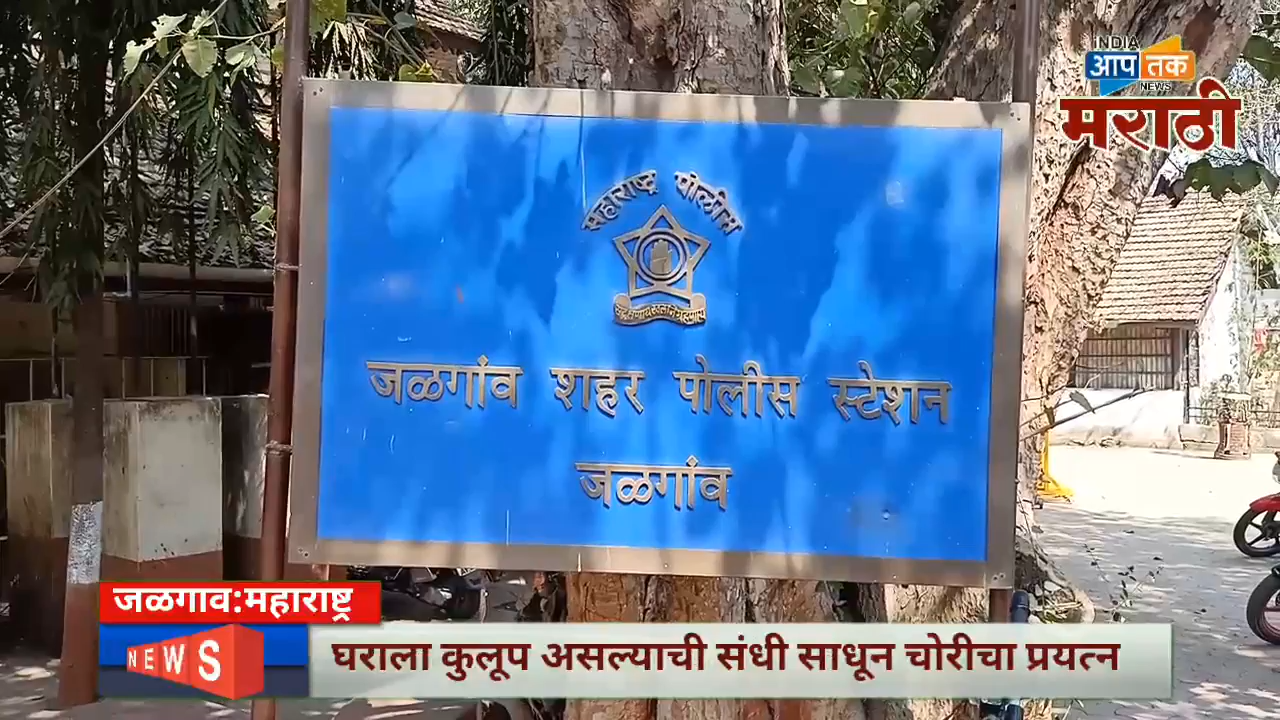 INDIA
आप तक
NEWS
मराठी
महाराष्ट्र पोलीस
जळगांव शहर पोलीस स्टेशन
जळगांव
जळगाव:महाराष्ट्र
NEWS
घराला कुलूप असल्याची संधी साधून चोरीचा प्रयत्न